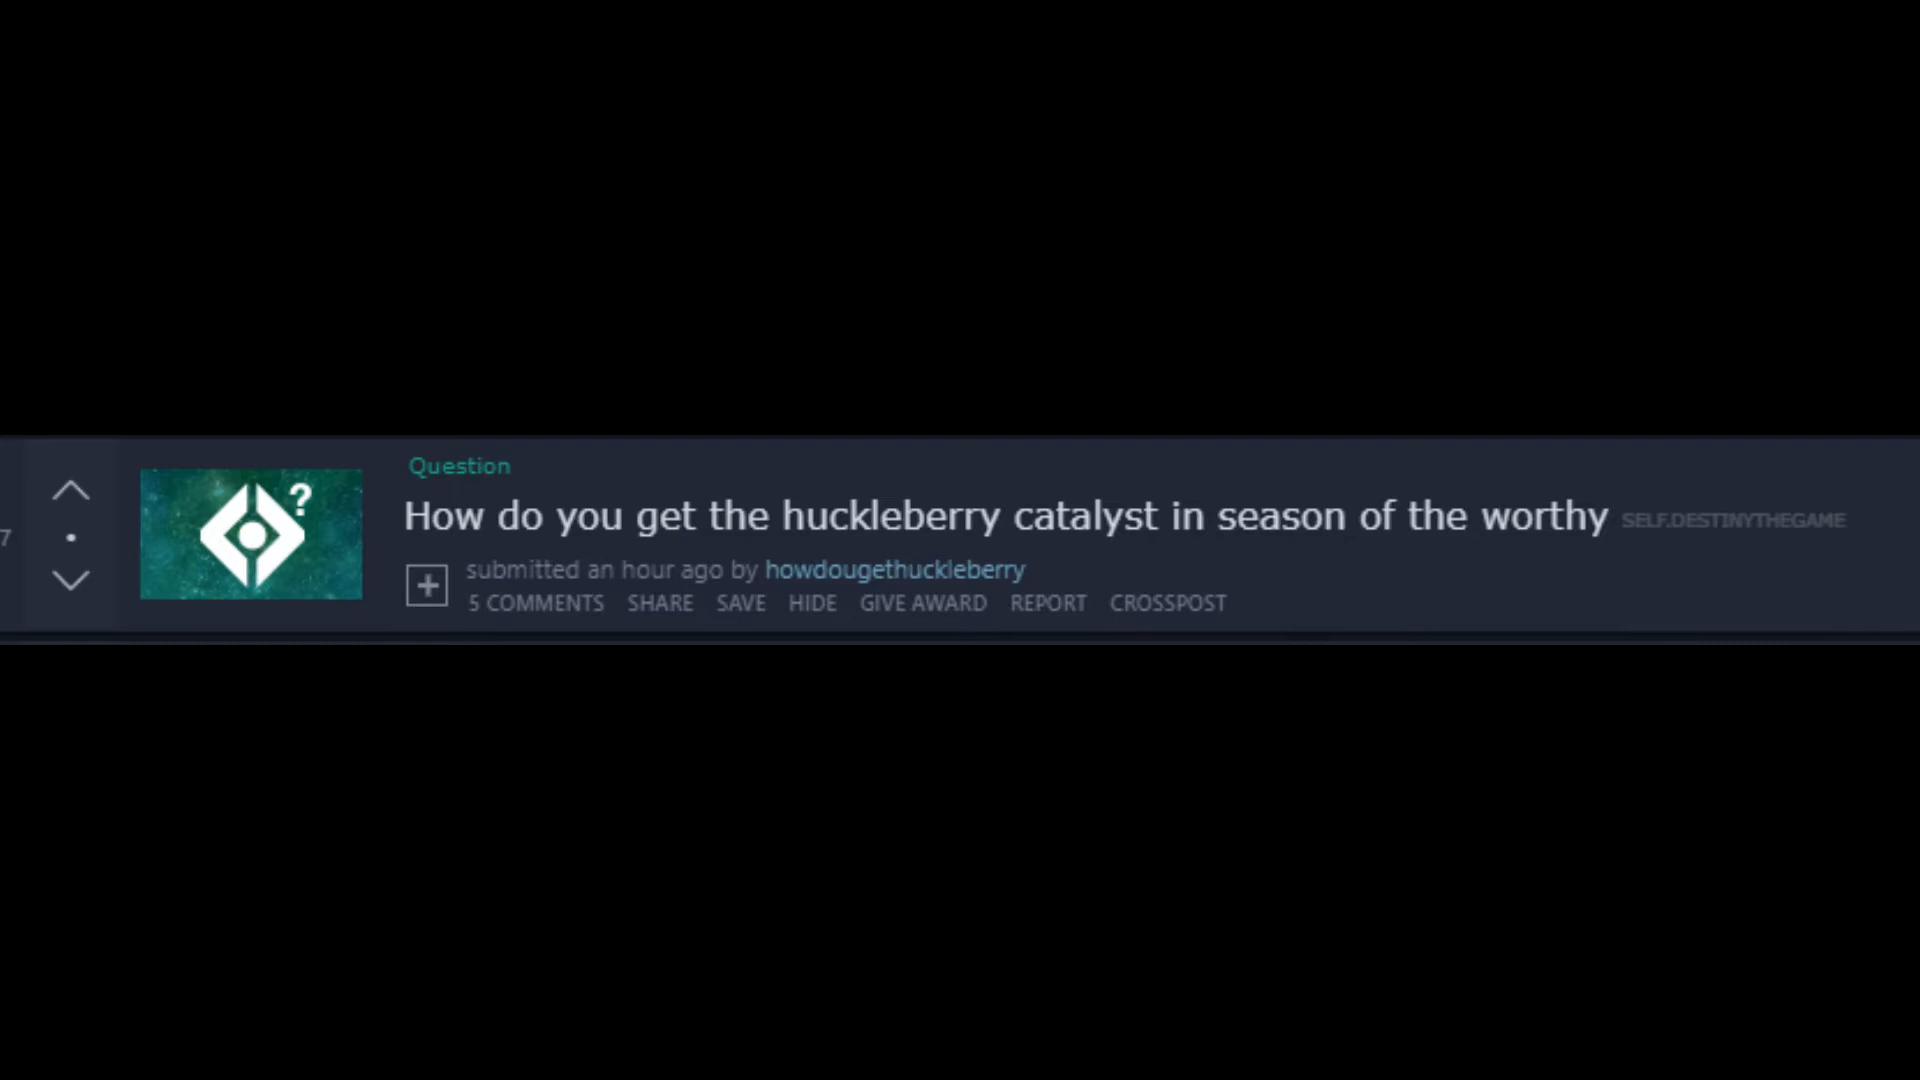 Question
How do you get the huckleberry catalyst in season of the worthy SELF.DESTINYTHEGAME
7
?
submitted an hour ago by howdougethuckleberry
5 COMMENTS SHARE SAVE HIDE GIVE AWARD REPORT CROSSPOST